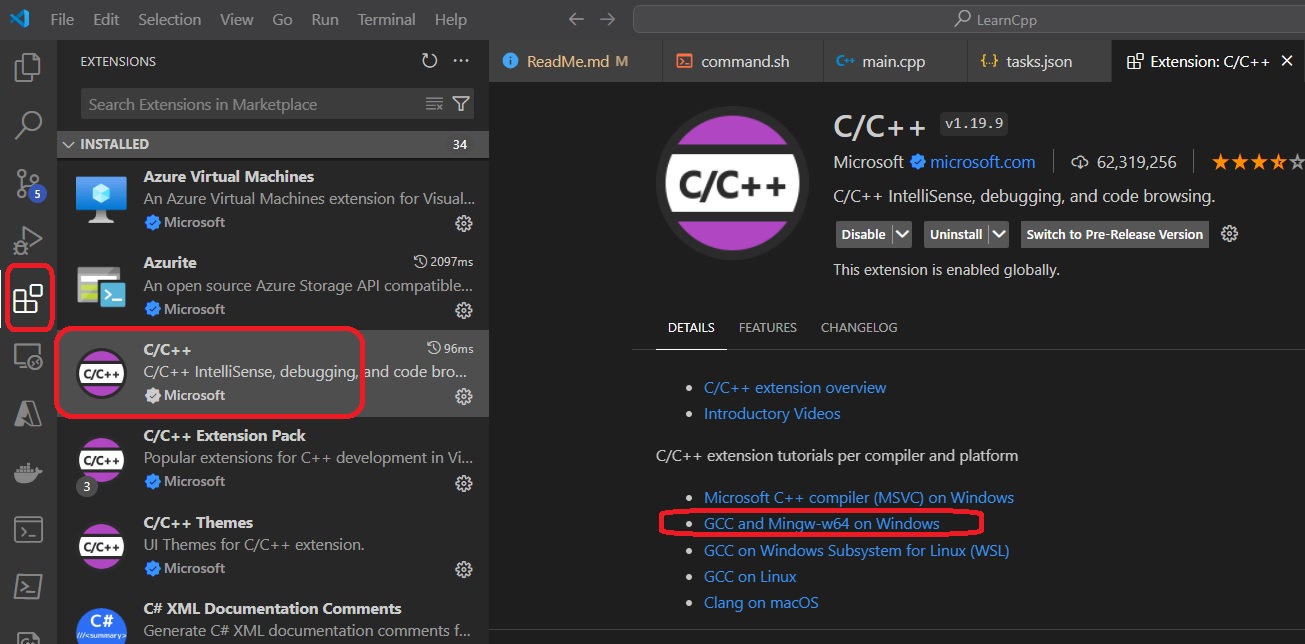 File Edit Selection View Go Run Terminal Help
LearnCpp
EXTENSIONS
ReadMe.md M
command.sh
C++ main.cpp
tasks.json
Extension: C/C++
Search Extensions in Marketplace
INSTALLED 34
Azure Virtual Machines
An Azure Virtual Machines extension for Visual...
Microsoft
5
Azurite 2097ms
An open source Azure Storage API compatible...
Microsoft
C/C++
C/C++ 96ms
C/C++ IntelliSense, debugging, and code bro...
Microsoft
C/C++
3
C/C++ Extension Pack
Popular extensions for C++ development in Vi...
Microsoft
C/C++
C/C++ Themes
UI Themes for C/C++ extension.
Microsoft
C#
///<summary>
C# XML Documentation Comments
Generate C# XML documentation comments f...
C/C++
C/C++ v1.19.9
Microsoft microsoft.com 62,319,256
C/C++ IntelliSense, debugging, and code browsing.
Disable Uninstall Switch to Pre-Release Version
This extension is enabled globally.
DETAILS FEATURES CHANGELOG
• C/C++ extension overview
• Introductory Videos
C/C++ extension tutorials per compiler and platform
• Microsoft C++ compiler (MSVC) on Windows
• GCC and Mingw-w64 on Windows
• GCC on Windows Subsystem for Linux (WSL)
• GCC on Linux
• Clang on macOS